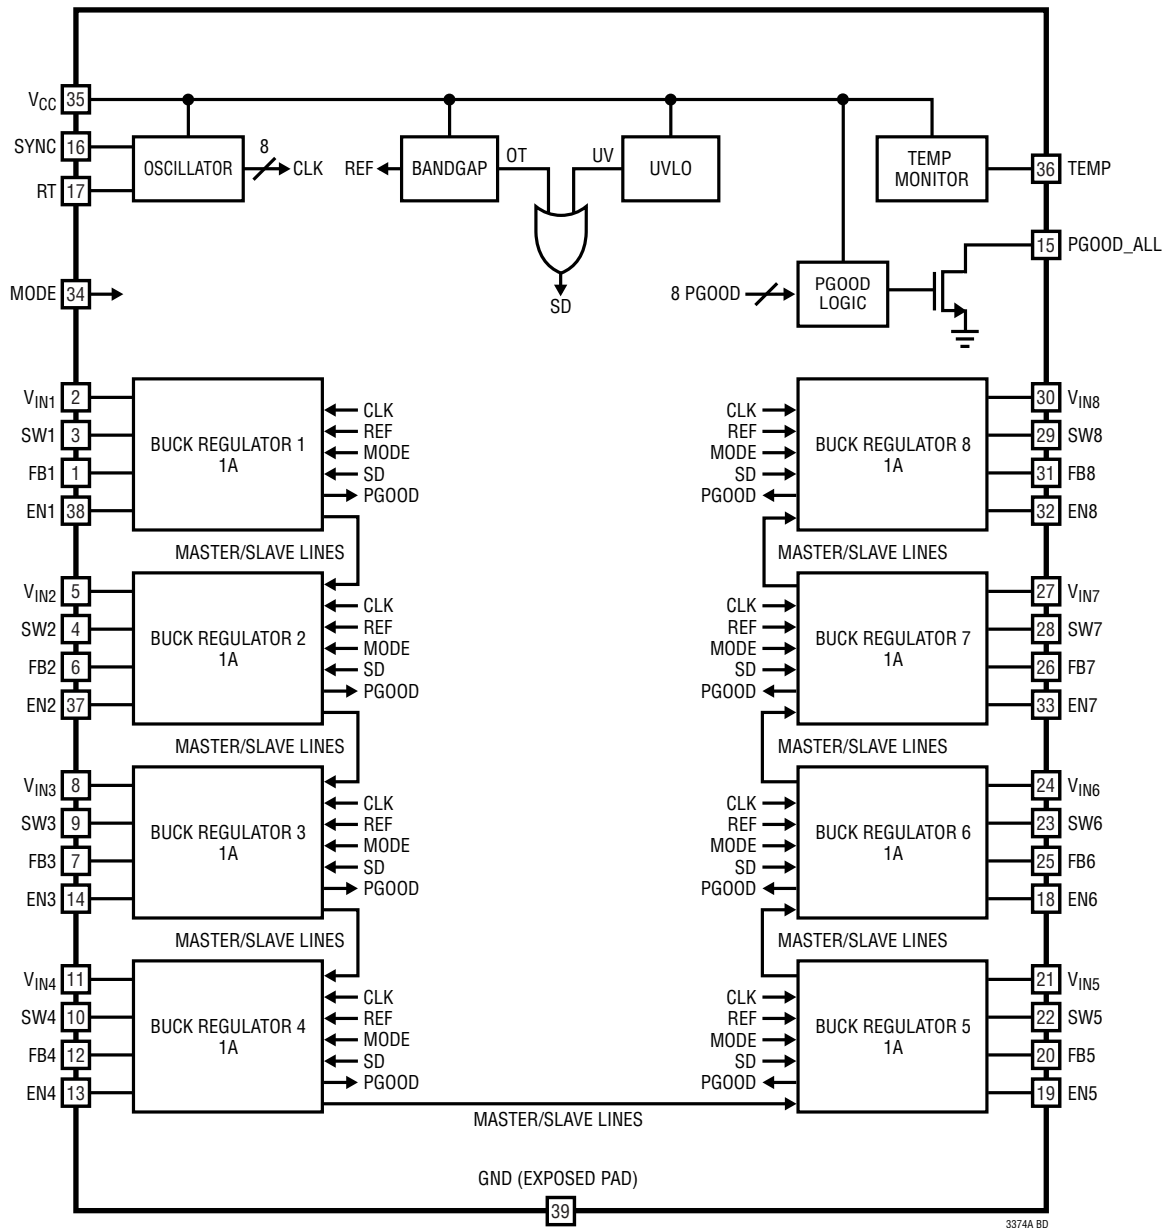 VCC 35
SYNC 16
RT 17
MODE 34
OSCILLATOR
8
CLK
REF
BANDGAP
OT
UV
UVLO
SD
TEMP
MONITOR
36 TEMP
15 PGOOD_ALL
8 PGOOD
PGOOD
LOGIC
VIN1 2
SW1 3
FB1 1
EN1 38
BUCK REGULATOR 1
1A
CLK
REF
MODE
SD
PGOOD
MASTER/SLAVE LINES
VIN2 5
SW2 4
FB2 6
EN2 37
BUCK REGULATOR 2
1A
CLK
REF
MODE
SD
PGOOD
MASTER/SLAVE LINES
VIN3 8
SW3 9
FB3 7
EN3 14
BUCK REGULATOR 3
1A
CLK
REF
MODE
SD
PGOOD
MASTER/SLAVE LINES
VIN4 11
SW4 10
FB4 12
EN4 13
BUCK REGULATOR 4
1A
CLK
REF
MODE
SD
PGOOD
MASTER/SLAVE LINES
CLK
REF
MODE
SD
PGOOD
BUCK REGULATOR 8
1A
30 VIN8
29 SW8
31 FB8
32 EN8
MASTER/SLAVE LINES
CLK
REF
MODE
SD
PGOOD
BUCK REGULATOR 7
1A
27 VIN7
28 SW7
26 FB7
33 EN7
MASTER/SLAVE LINES
CLK
REF
MODE
SD
PGOOD
BUCK REGULATOR 6
1A
24 VIN6
23 SW6
25 FB6
18 EN6
MASTER/SLAVE LINES
CLK
REF
MODE
SD
PGOOD
BUCK REGULATOR 5
1A
21 VIN5
22 SW5
20 FB5
19 EN5
GND (EXPOSED PAD)
39
3374A BD